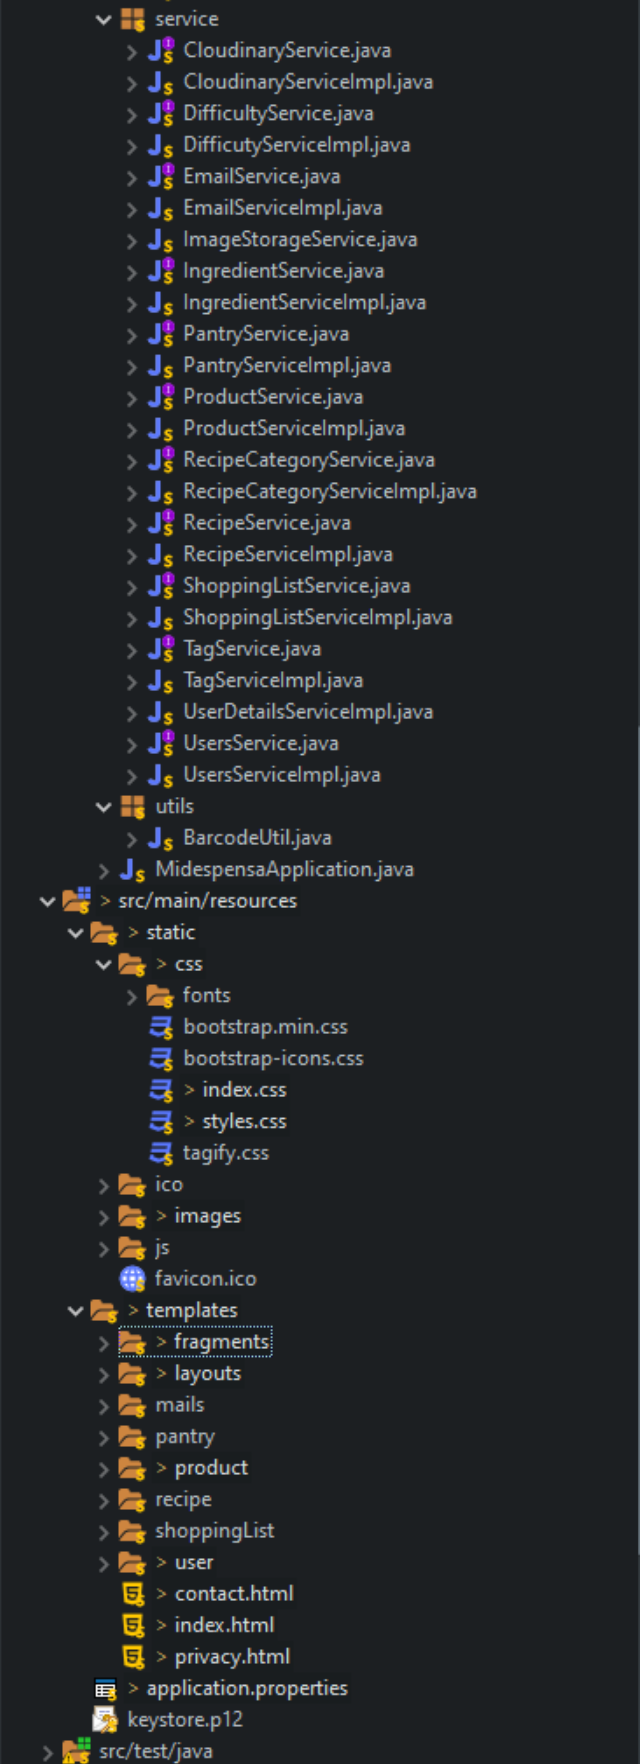 service
CloudinaryService.java
CloudinaryServiceImpl.java
DifficultyService.java
DifficutyServiceImpl.java
EmailService.java
EmailServiceImpl.java
ImageStorageService.java
IngredientService.java
IngredientServiceImpl.java
PantryService.java
PantryServiceImpl.java
ProductService.java
ProductServiceImpl.java
RecipeCategoryService.java
RecipeCategoryServiceImpl.java
RecipeService.java
RecipeServiceImpl.java
ShoppingListService.java
ShoppingListServiceImpl.java
TagService.java
TagServiceImpl.java
UserDetailsServiceImpl.java
UsersService.java
UsersServiceImpl.java
utils
BarcodeUtil.java
MidespensaApplication.java
> src/main/resources
> static
> css
fonts
bootstrap.min.css
bootstrap-icons.css
> index.css
> styles.css
tagify.css
ico
> images
js
favicon.ico
> templates
> fragments
> layouts
mails
pantry
> product
recipe
shoppingList
> user
> contact.html
> index.html
> privacy.html
> application.properties
keystore.p12
src/test/java